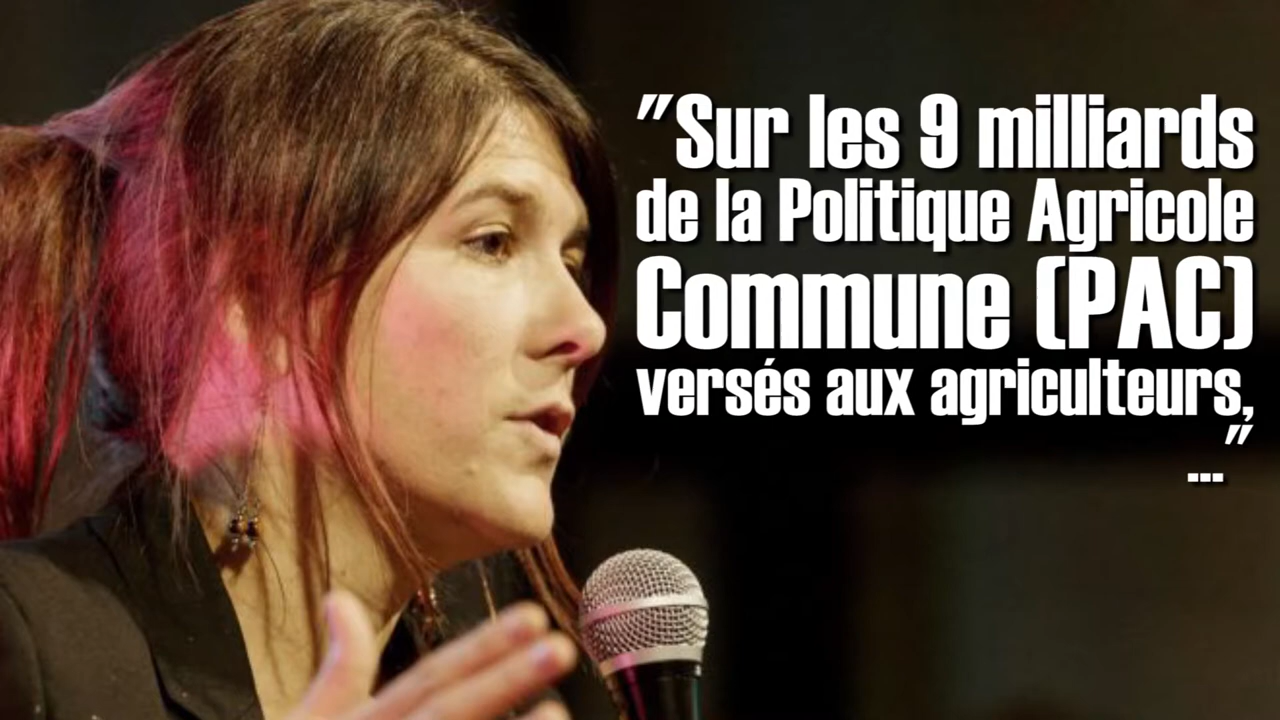 "Sur les 9 milliards
de la Politique Agricole
Commune (PAC)
versés aux agriculteurs,
..."